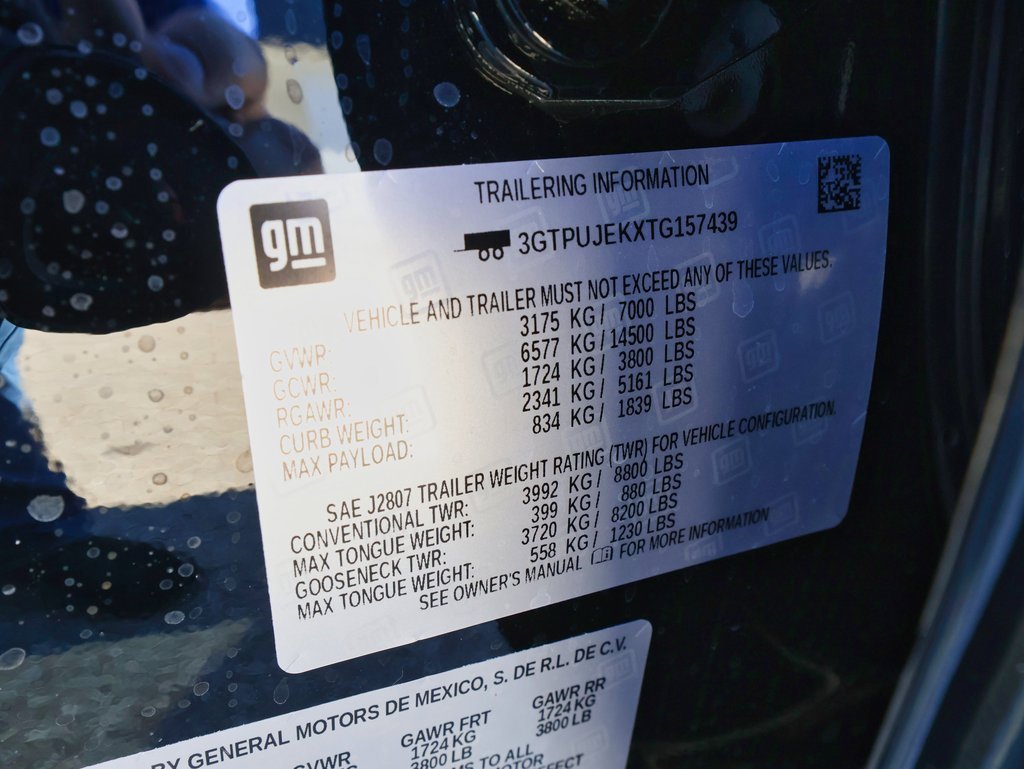 gm
TRAILERING INFORMATION
3GTPUJEKXTG157439
VEHICLE AND TRAILER MUST NOT EXCEED ANY OF THESE VALUES.
GVWR: 3175 KG / 7000 LBS
GCWR: 6577 KG / 14500 LBS
RGAWR: 1724 KG / 3800 LBS
CURB WEIGHT: 2341 KG / 5161 LBS
MAX PAYLOAD: 834 KG / 1839 LBS
SAE J2807 TRAILER WEIGHT RATING (TWR) FOR VEHICLE CONFIGURATION.
CONVENTIONAL TWR: 3992 KG / 8800 LBS
MAX TONGUE WEIGHT: 399 KG / 880 LBS
GOOSENECK TWR: 3720 KG / 8200 LBS
MAX TONGUE WEIGHT: 558 KG / 1230 LBS
SEE OWNER'S MANUAL FOR MORE INFORMATION
BY GENERAL MOTORS DE MEXICO, S. DE R.L. DE C.V.
GVWR GAWR FRT GAWR RR
1724 KG 1724 KG
3800 LB 3800 LB
TO ALL